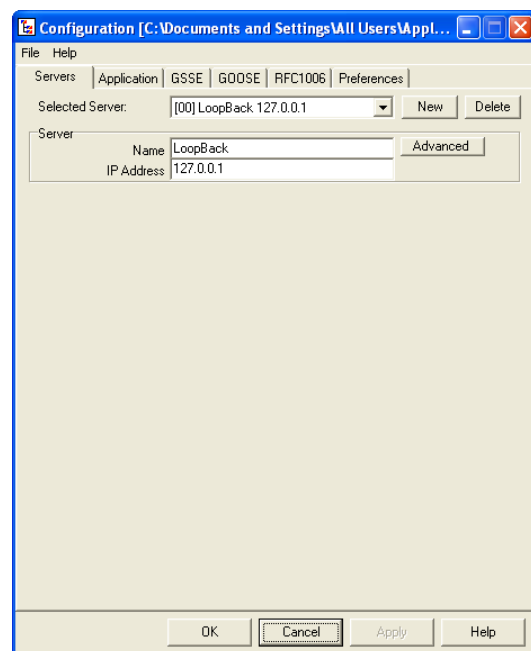 Configuration [C:\Documents and Settings\All Users\Appl...
File Help
Servers Application GSSE GOOSE RFC1006 Preferences
Selected Server: [00] LoopBack 127.0.0.1 New Delete
Server
Name LoopBack Advanced
IP Address 127.0.0.1
OK Cancel Apply Help